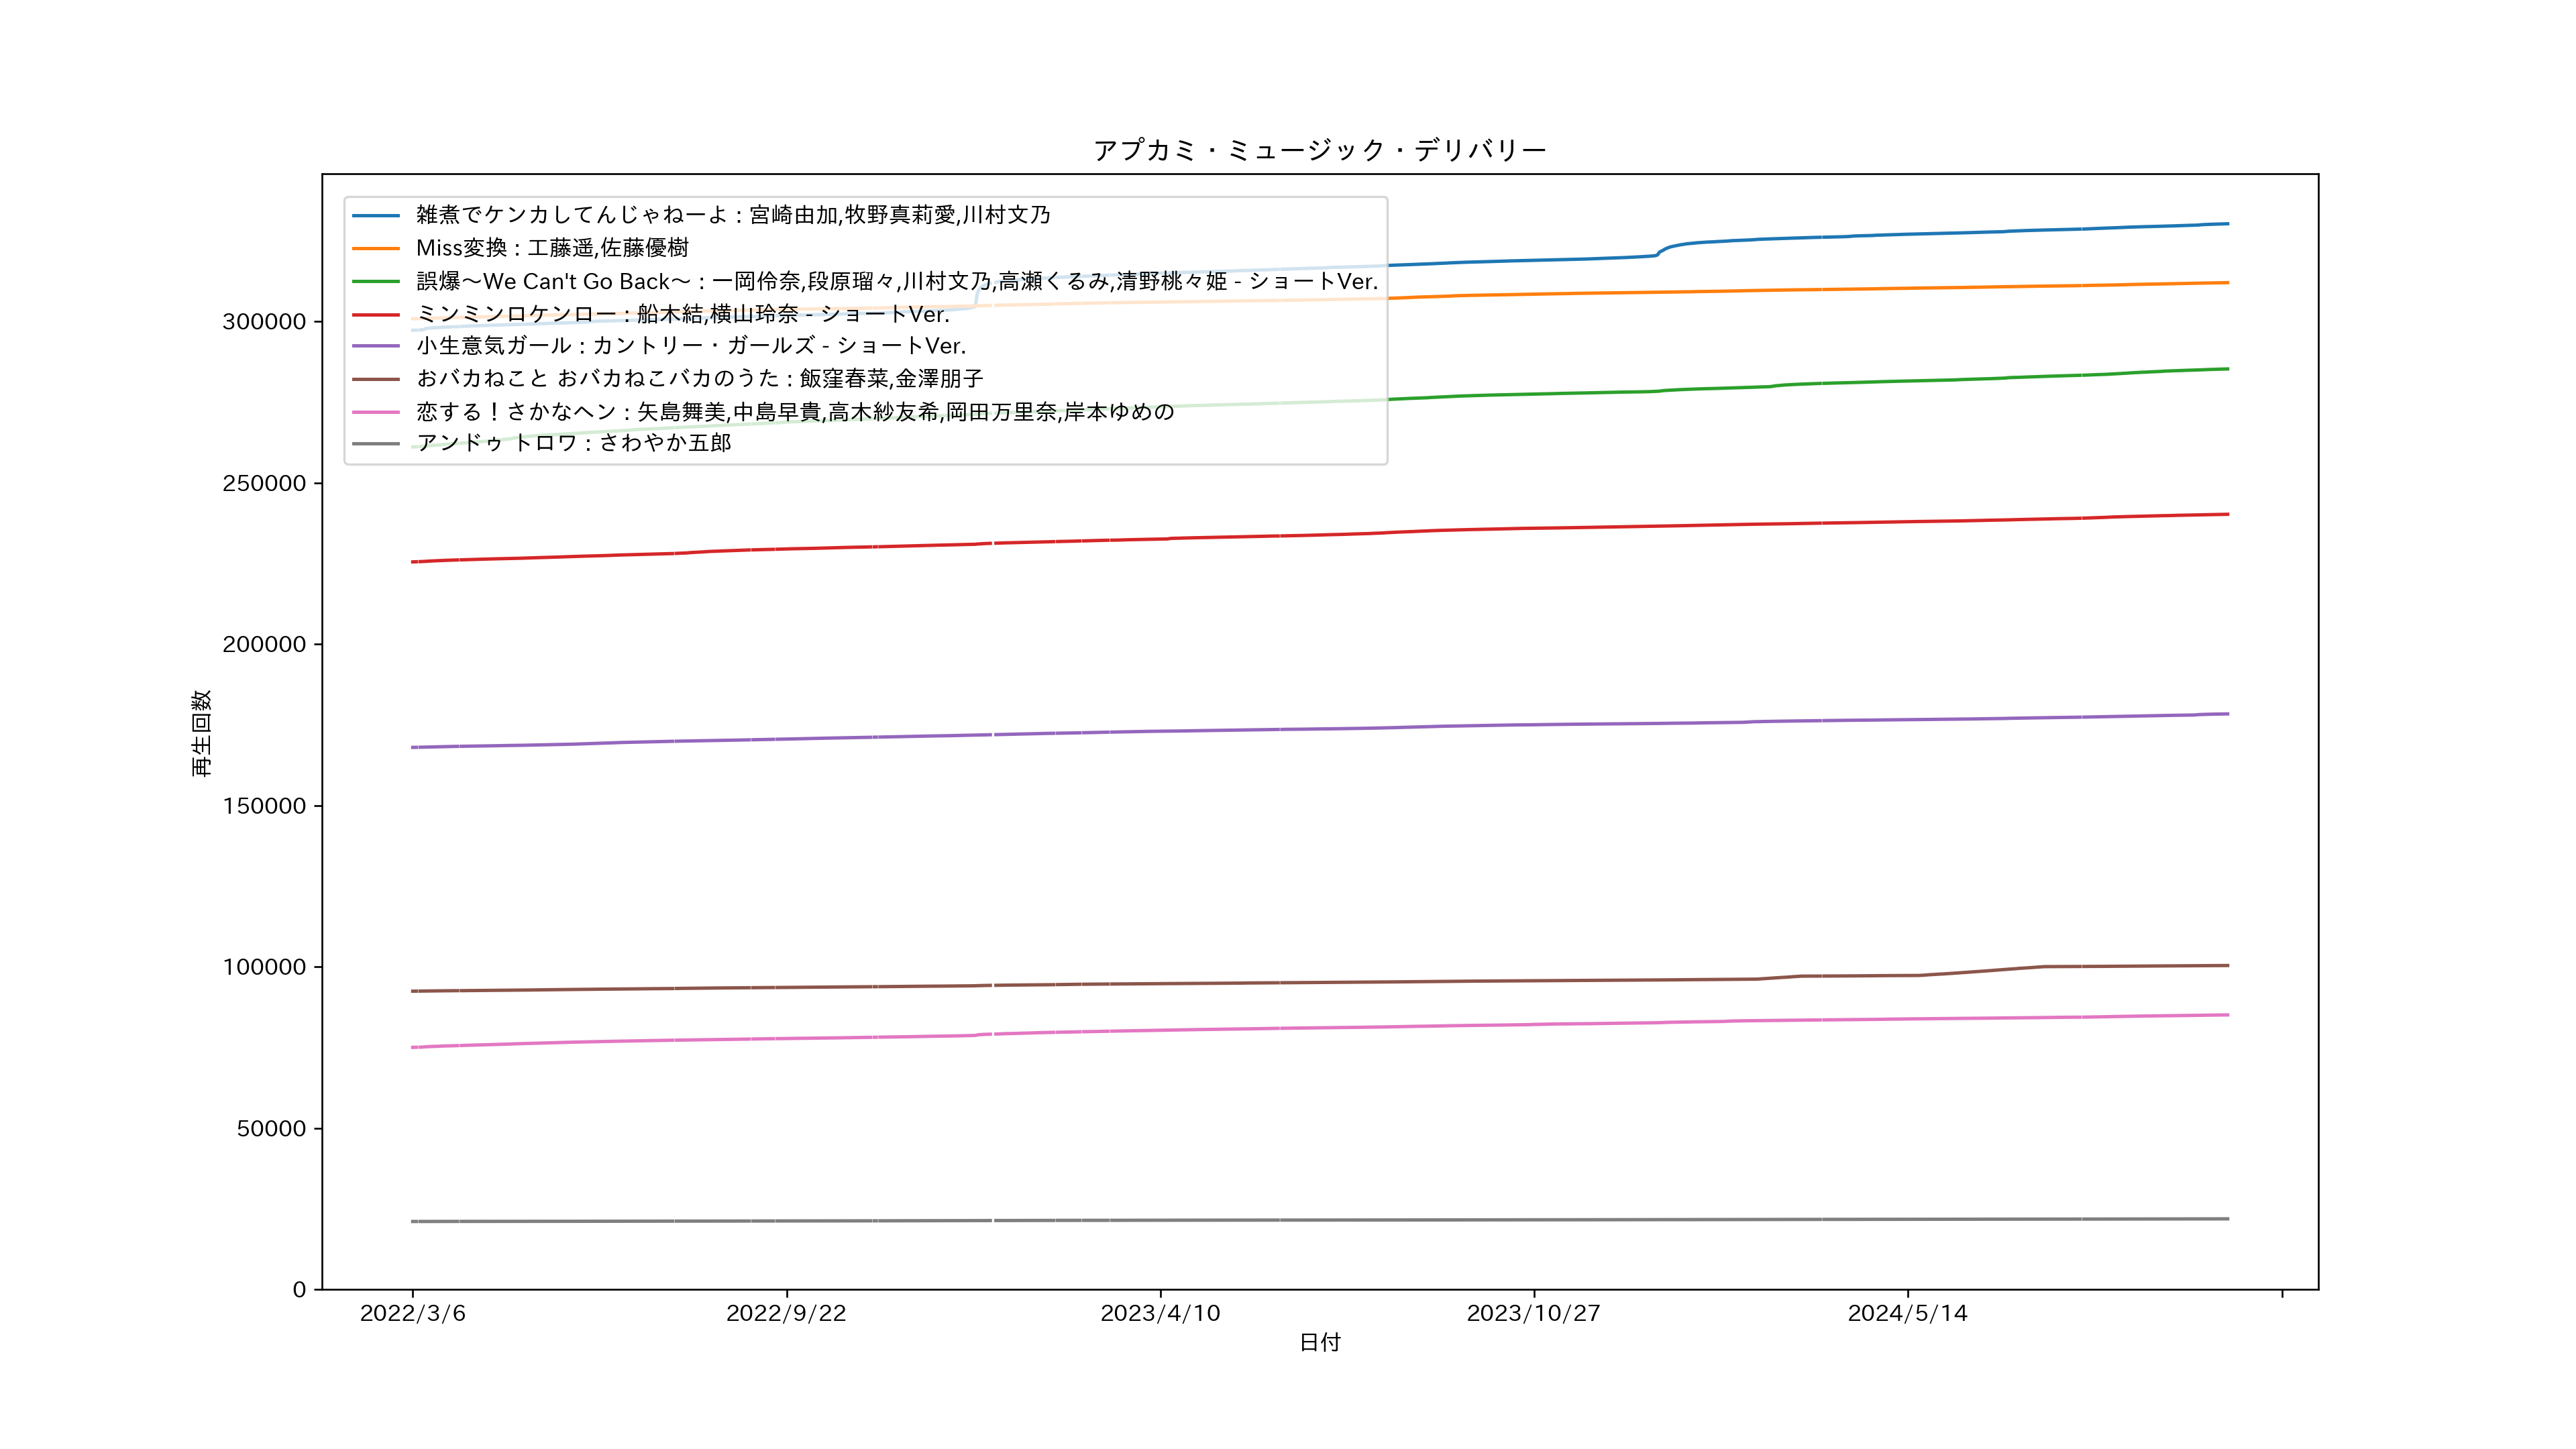 アプカミ・ミュージック・デリバリー
雑煮でケンカしてんじゃねーよ : 宮崎由加,牧野真莉愛,川村文乃
Miss変換 : 工藤遥,佐藤優樹
誤爆〜We Can't Go Back〜 : 一岡伶奈,段原瑠々,川村文乃,高瀬くるみ,清野桃々姫 - ショートVer.
ミンミンロケンロー : 船木結,横山玲奈 - ショートVer.
小生意気ガール : カントリー・ガールズ - ショートVer.
おバカねこと おバカねこバカのうた : 飯窪春菜,金澤朋子
恋する！さかなヘン : 矢島舞美,中島早貴,高木紗友希,岡田万里奈,岸本ゆめの
アンドゥ トロワ : さわやか五郎
300000
250000
200000
150000
100000
50000
0
再生回数
2022/3/6 2022/9/22 2023/4/10 2023/10/27 2024/5/14
日付